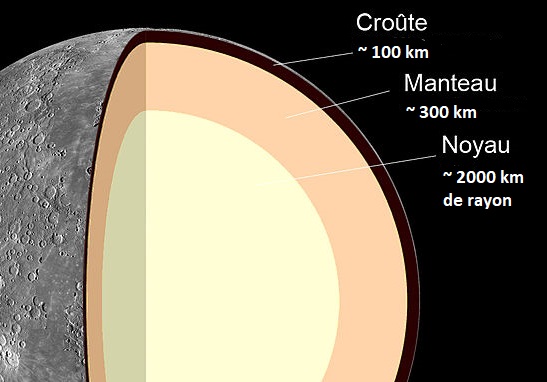 Croûte
~ 100 km
Manteau
~ 300 km
Noyau
~ 2000 km
de rayon